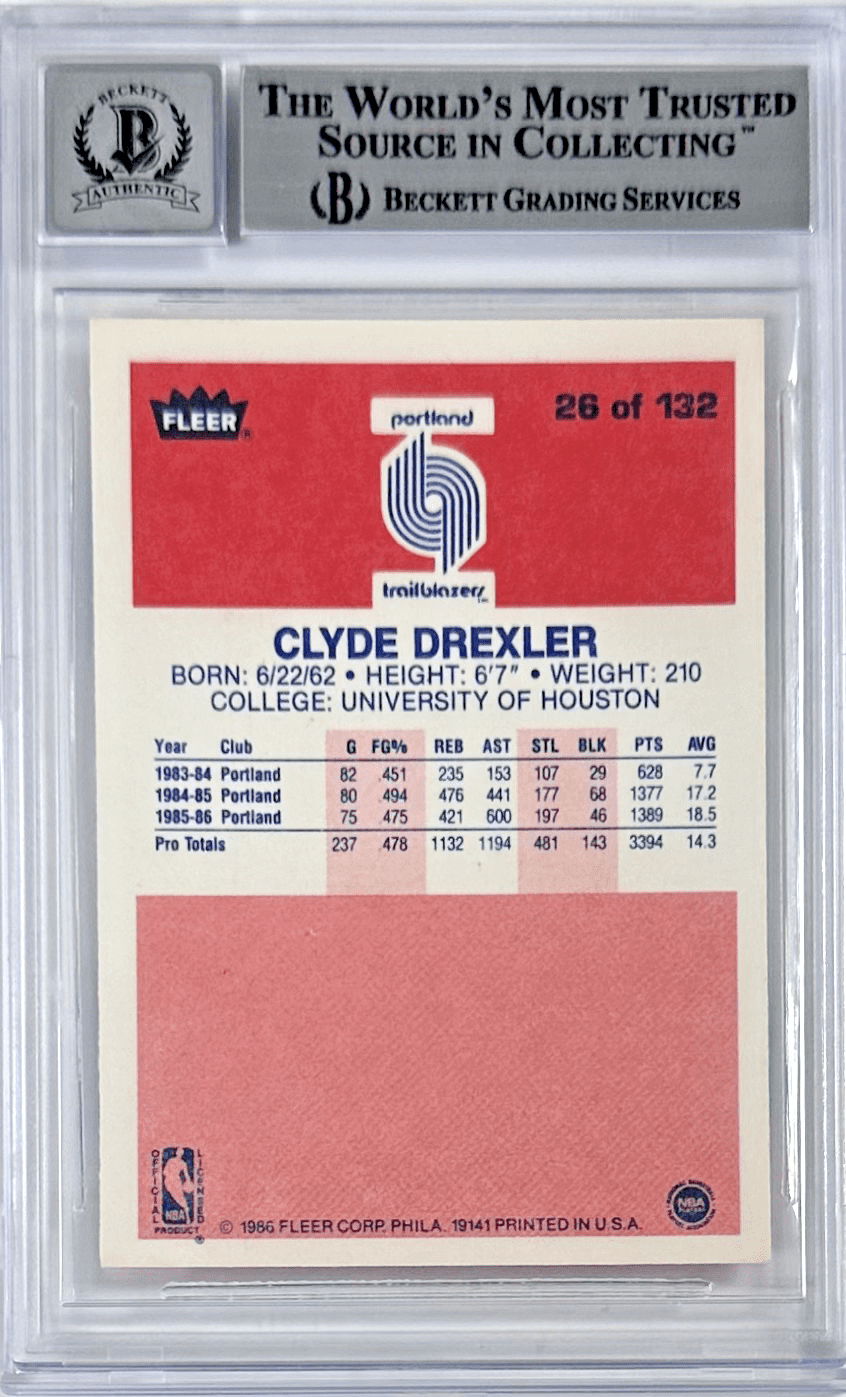 BECKETT
B
AUTHENTIC
THE WORLD'S MOST TRUSTED
SOURCE IN COLLECTING™
(B) BECKETT GRADING SERVICES
FLEER®
26 of 132
portland
trailblazers™
CLYDE DREXLER
BORN: 6/22/62 • HEIGHT: 6'7" • WEIGHT: 210
COLLEGE: UNIVERSITY OF HOUSTON
Year Club G FG% REB AST STL BLK PTS AVG
1983-84 Portland 82 .451 235 153 107 29 628 7.7
1984-85 Portland 80 .494 476 441 177 68 1377 17.2
1985-86 Portland 75 .475 421 600 197 46 1389 18.5
Pro Totals 237 .478 1132 1194 481 143 3394 14.3
OFFICIAL
LICENSED
NBA
PRODUCT®
© 1986 FLEER CORP. PHILA. 19141 PRINTED IN U.S.A.
NATIONAL BASKETBALL
NBA
PLAYERS
ASSOCIATION